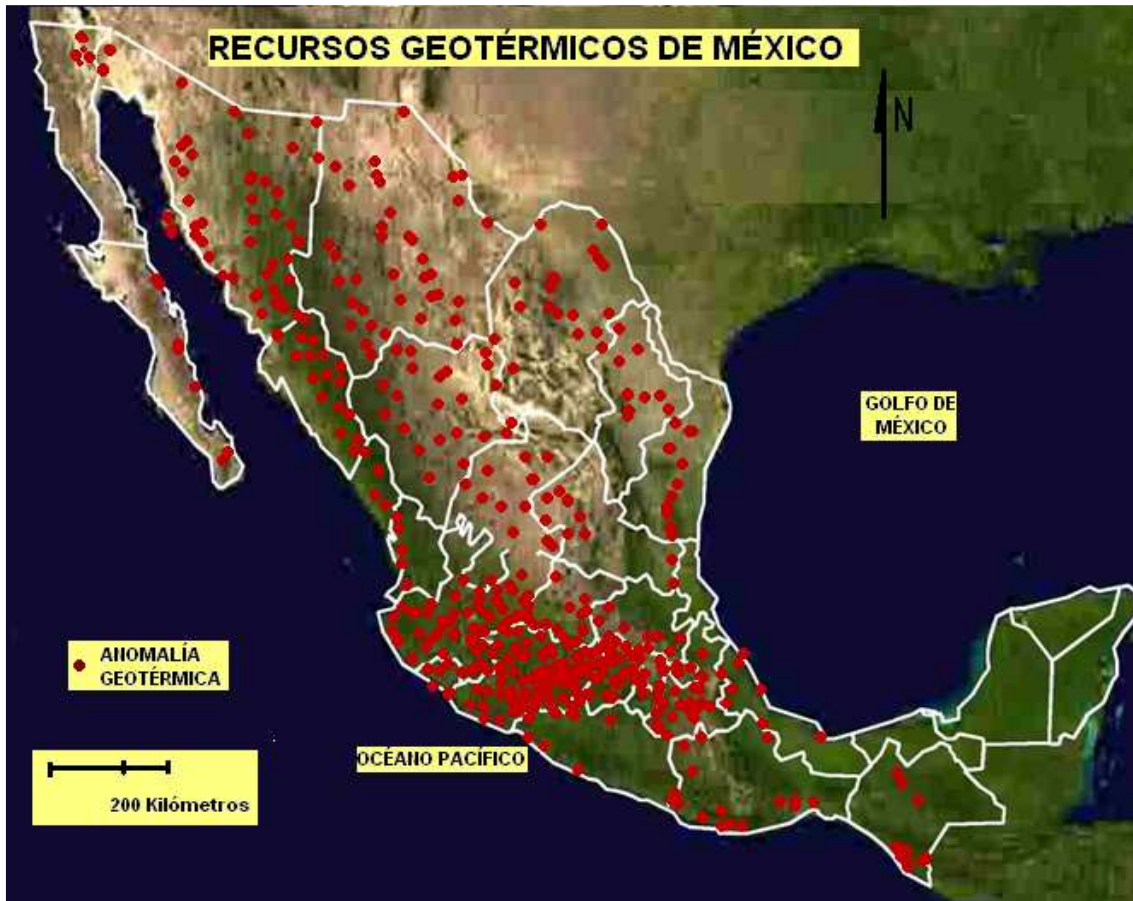 RECURSOS GEOTÉRMICOS DE MÉXICO
N
GOLFO DE
MÉXICO
ANOMALÍA
GEOTÉRMICA
OCÉANO PACÍFICO
200 Kilómetros